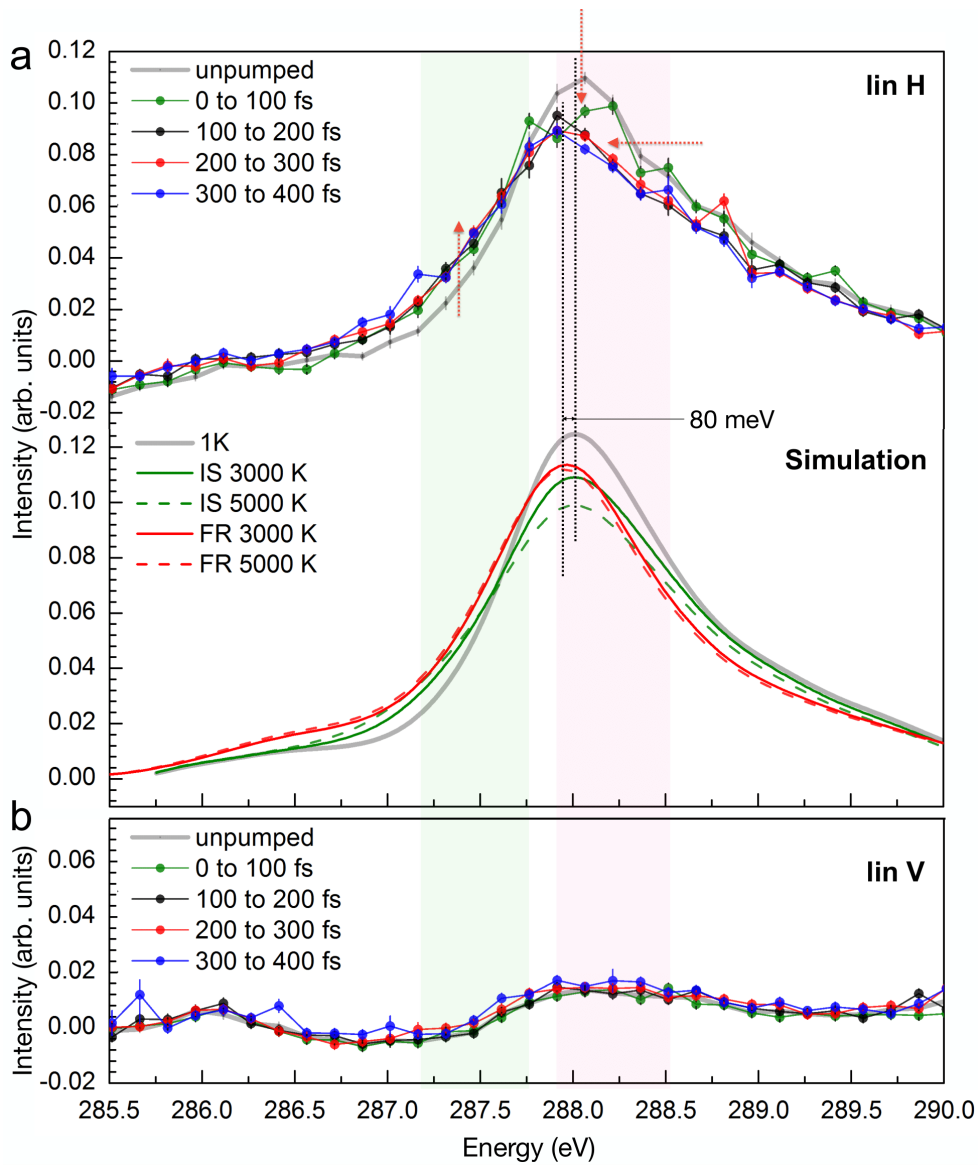 a
Intensity (arb. units)
0.12
0.10
0.08
0.06
0.04
0.02
0.00
-0.02
unpumped
0 to 100 fs
100 to 200 fs
200 to 300 fs
300 to 400 fs
lin H
80 meV
0.12
0.10
0.08
0.06
0.04
0.02
0.00
1K
IS 3000 K
IS 5000 K
FR 3000 K
FR 5000 K
Simulation
b
Intensity (arb. units)
0.06
0.04
0.02
0.00
-0.02
unpumped
0 to 100 fs
100 to 200 fs
200 to 300 fs
300 to 400 fs
lin V
285.5 286.0 286.5 287.0 287.5 288.0 288.5 289.0 289.5 290.0
Energy (eV)